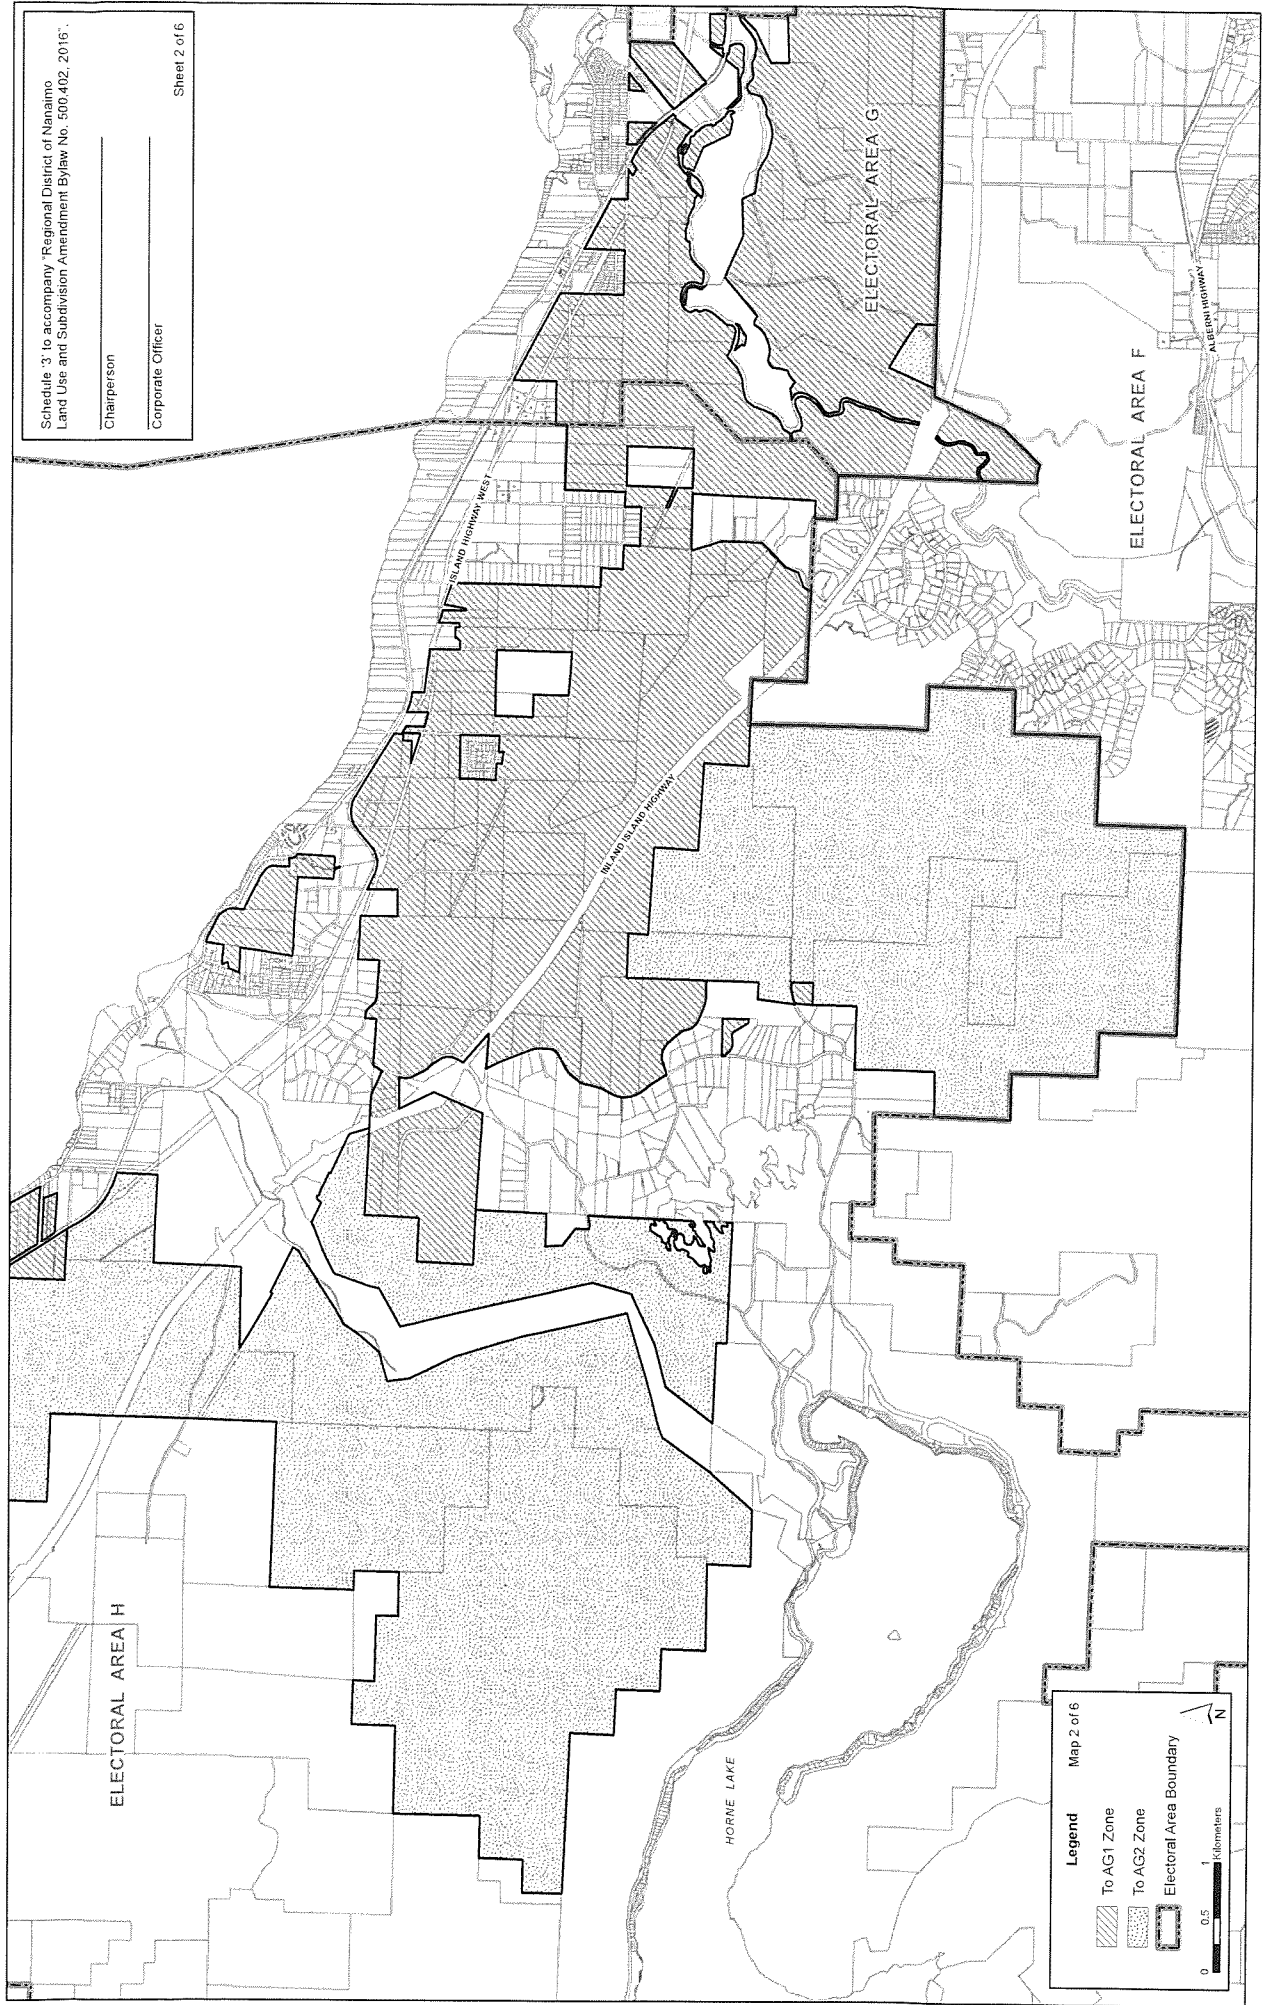 Schedule '3' to accompany "Regional District of Nanaimo
Land Use and Subdivision Amendment Bylaw No. 500.402, 2016".
Chairperson
Corporate Officer
Sheet 2 of 6
ELECTORAL AREA H
ELECTORAL AREA G
ELECTORAL AREA F
ISLAND HIGHWAY WEST
INLAND ISLAND HIGHWAY
ALBERNI HIGHWAY
HORNE LAKE
Legend
Map 2 of 6
To AG1 Zone
To AG2 Zone
Electoral Area Boundary
0 0.5 1
Kilometers
N